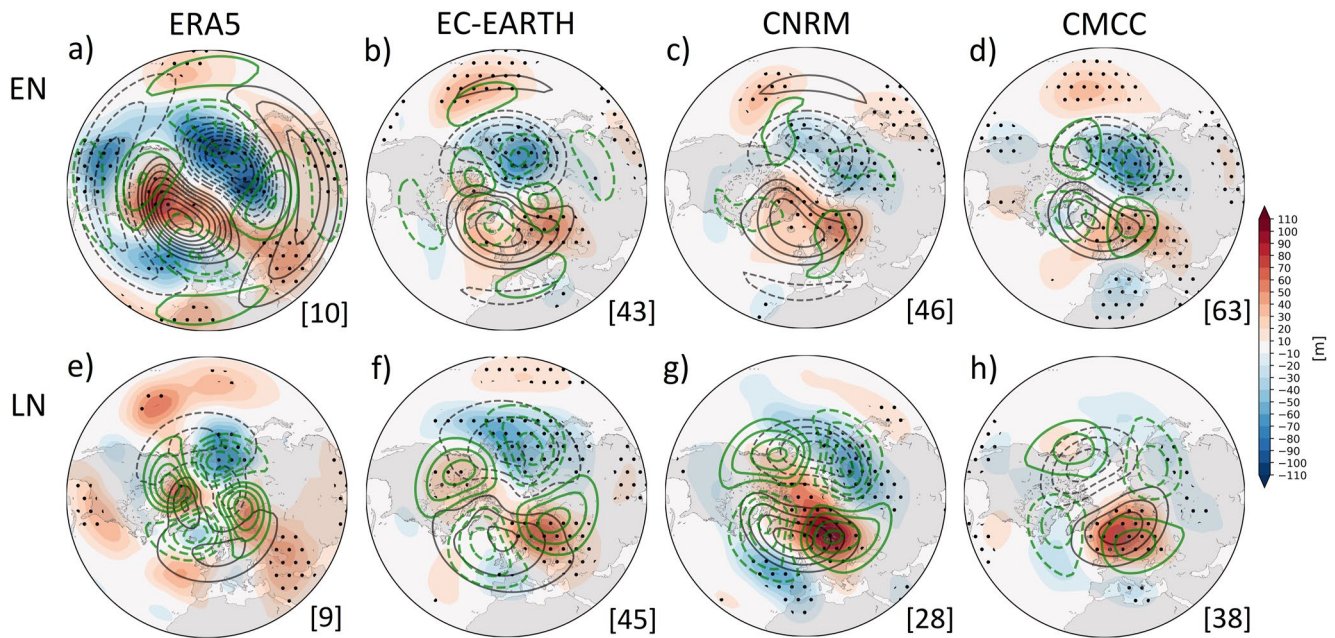 ERA5 EC-EARTH CNRM CMCC
EN
a) b) c) d)
[10] [43] [46] [63]
LN
e) f) g) h)
[9] [45] [28] [38]
110
100
90
80
70
60
50
40
30
20
10
−10
−20
−30
−40
−50
−60
−70
−80
−90
−100
−110
[m]